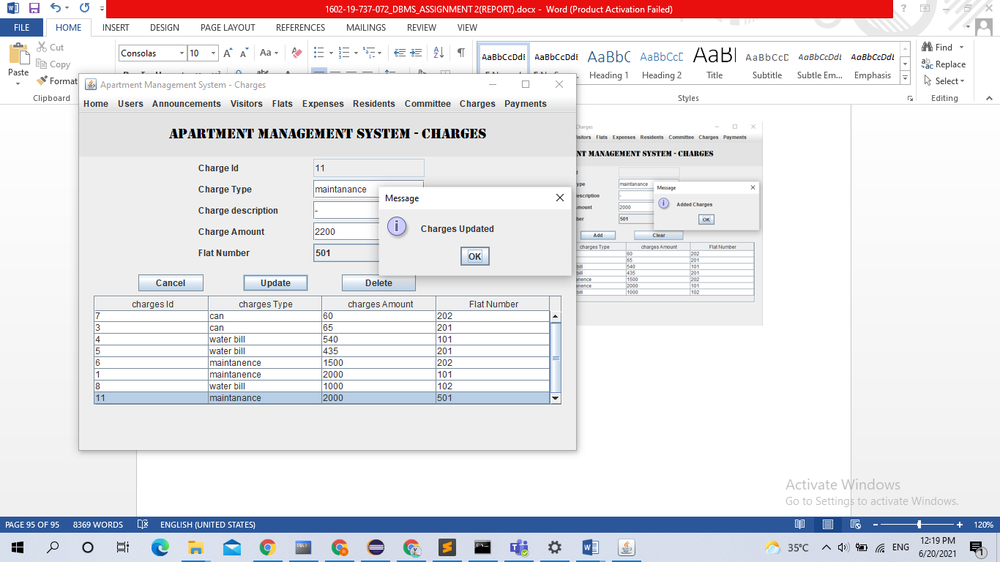 1602-19-737-072_DBMS_ASSIGNMENT 2(REPORT).docx - Word (Product Activation Failed)
FILE HOME INSERT DESIGN PAGE LAYOUT REFERENCES MAILINGS REVIEW VIEW
Paste
Cut
Copy
Format
Clipboard
Consolas 10
AaBbCcDdE AaBbCcDdE AaBbC AaBbCcD AaB AaBbCcD AaBbCcDdE AaBbCcDdE
Heading 1 Heading 2 Title Subtitle Subtle Em... Emphasis
Styles
Find
Replace
Select
Editing
Apartment Management System - Charges
Home Users Announcements Visitors Flats Expenses Residents Committee Charges Payments
APARTMENT MANAGEMENT SYSTEM - CHARGES
Charge Id 11
Charge Type maintanance
Charge description -
Charge Amount 2200
Flat Number 501
Message
Charges Updated
OK
Cancel Update Delete
charges Id charges Type charges Amount Flat Number
7 can 60 202
3 can 65 201
4 water bill 540 101
5 water bill 435 201
6 maintanence 1500 202
1 maintanence 2000 101
8 water bill 1000 102
11 maintanance 2000 501
Charges
isitors Flats Expenses Residents Committee Charges Payments
NT MANAGEMENT SYSTEM - CHARGES
ype maintanance
escription -
mount 2000
ber 501
Message
Added Charges
OK
Add Clear
charges Type charges Amount Flat Number
60 202
65 201
bill 540 101
bill 435 201
anence 1500 202
anence 2000 101
bill 1000 102
Activate Windows
Go to Settings to activate Windows.
PAGE 95 OF 95 8369 WORDS ENGLISH (UNITED STATES) 120%
35°C ENG 12:19 PM
6/20/2021
1